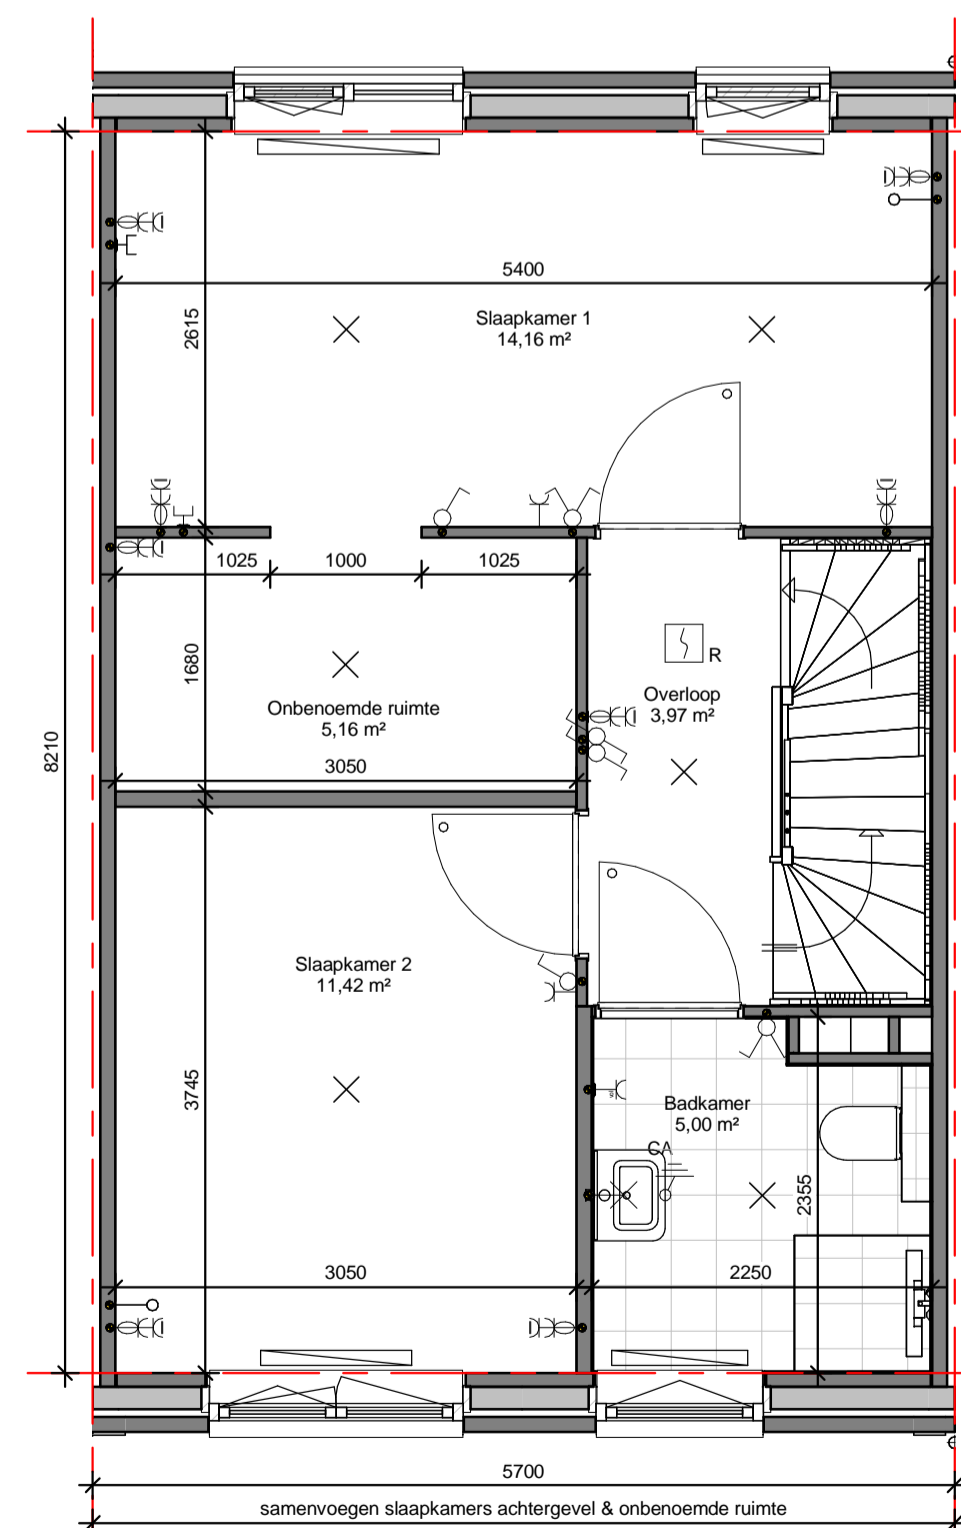 5400
Slaapkamer 1
14,16 m²
2615
1025
1000
1025
1680
R
Overloop
3,97 m²
Onbenoemde ruimte
5,16 m²
8210
3050
Slaapkamer 2
11,42 m²
3745
Badkamer
5,00 m²
CA
2355
3050
2250
5700
samenvoegen slaapkamers achtergevel & onbenoemde ruimte